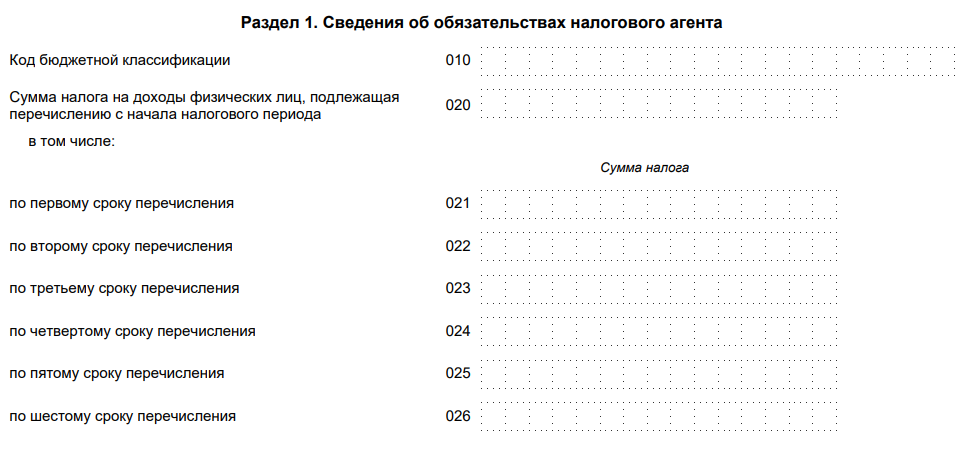 Раздел 1. Сведения об обязательствах налогового агента
Код бюджетной классификации 010
Сумма налога на доходы физических лиц, подлежащая
перечислению с начала налогового периода 020
в том числе:
Сумма налога
по первому сроку перечисления 021
по второму сроку перечисления 022
по третьему сроку перечисления 023
по четвертому сроку перечисления 024
по пятому сроку перечисления 025
по шестому сроку перечисления 026